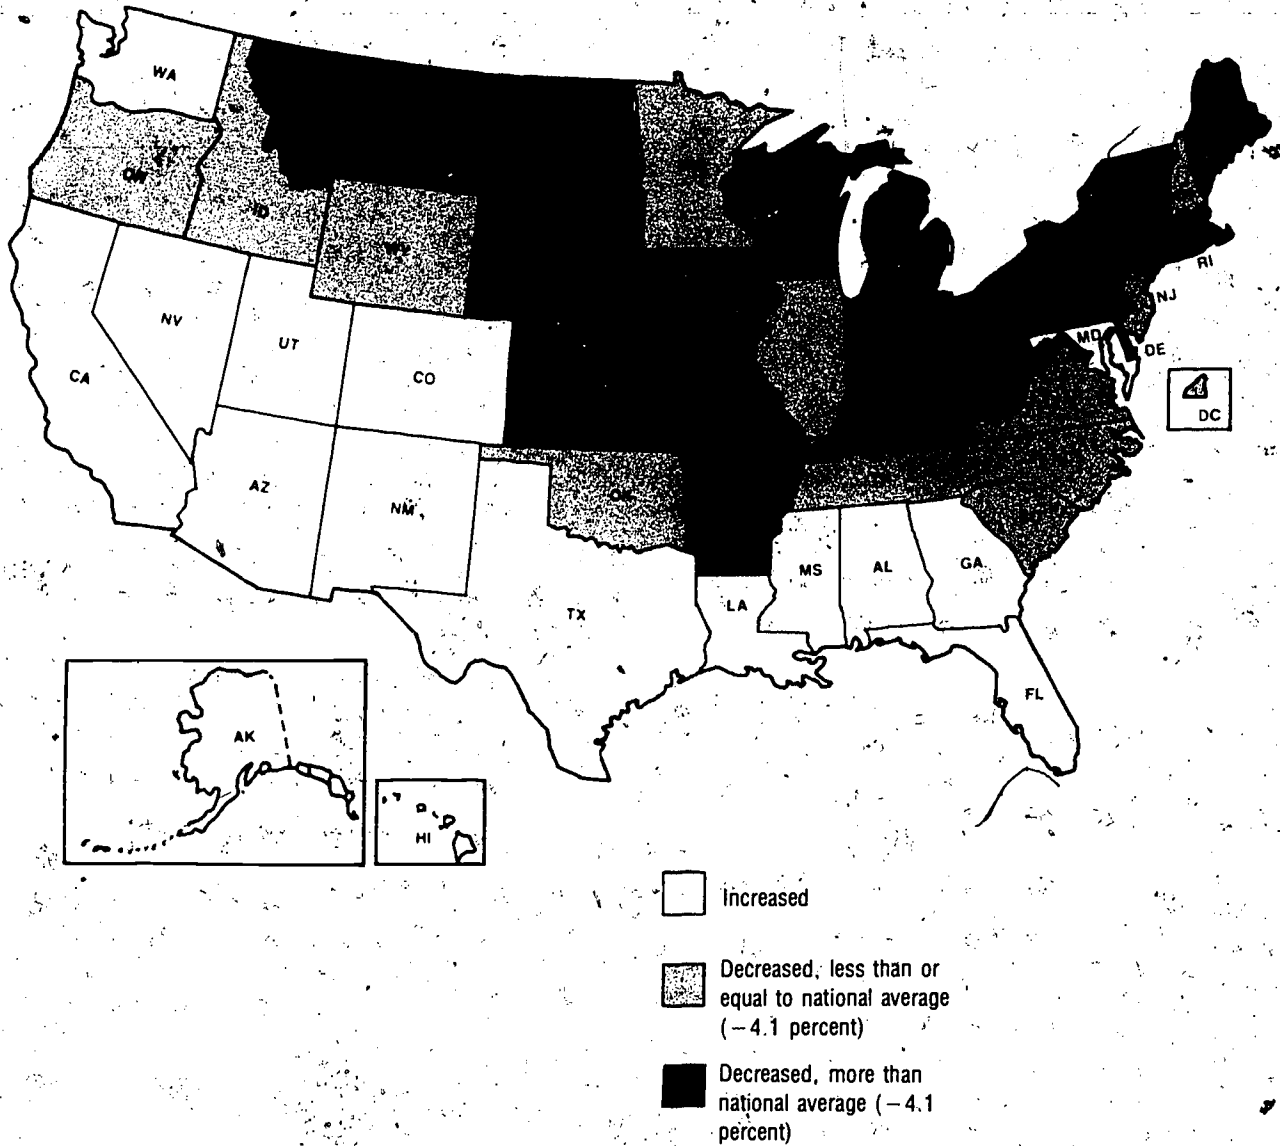 WA
ID
RI
NJ
MD
DE
NV
UT
CO
CA
DC
AZ
NM
MS
AL
GA
LA
TX
FL
AK
HI
Increased
Decreased, less than or
equal to national average
(−4.1 percent)
Decreased, more than
national average (−4.1
percent)